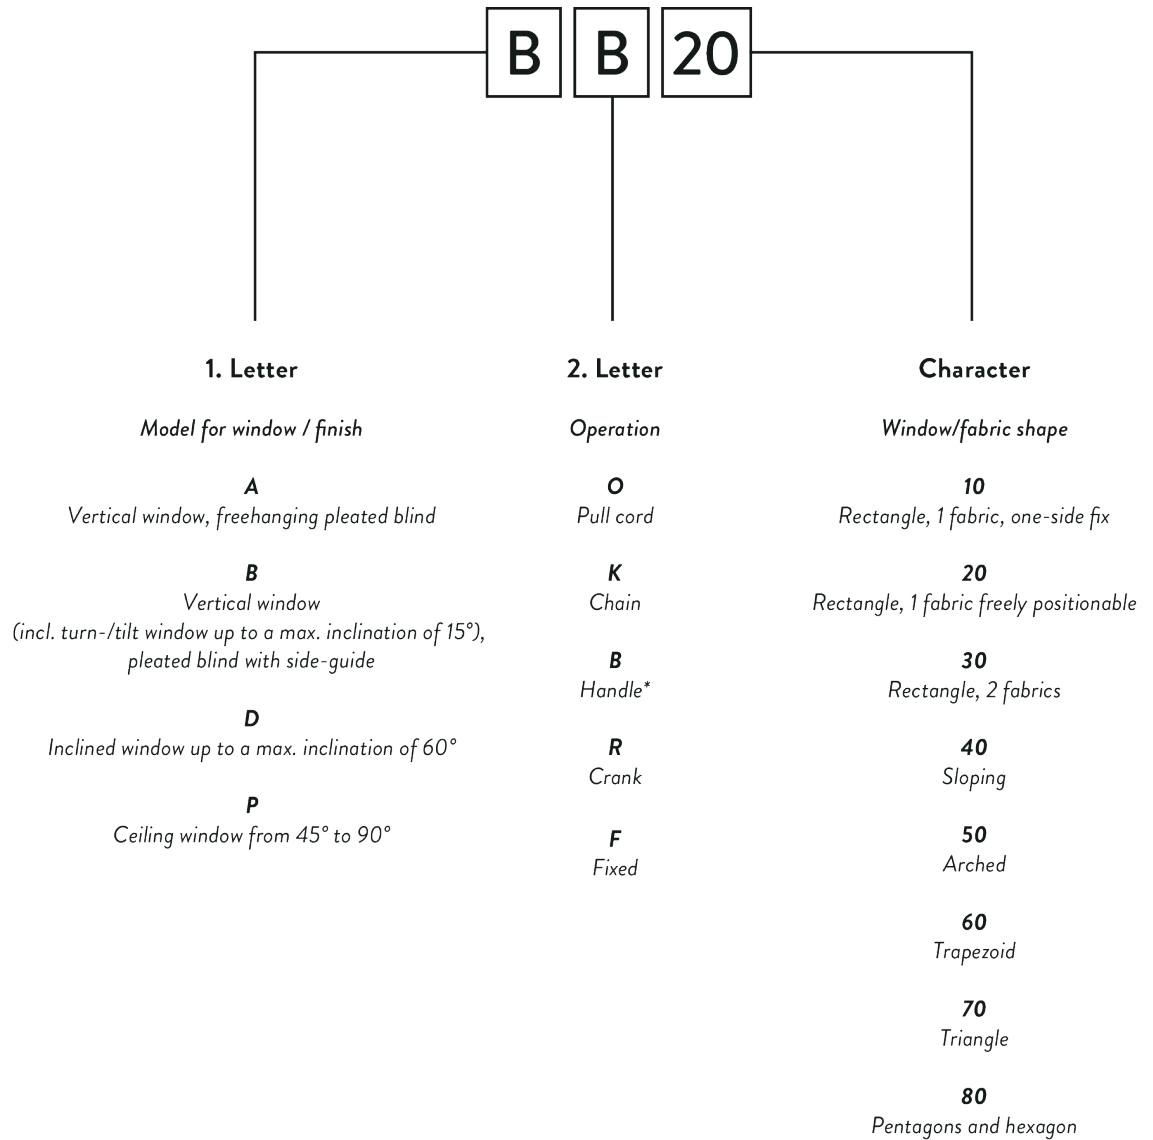 B B 20
1. Letter
Model for window / finish
A
Vertical window, freehanging pleated blind
B
Vertical window
(incl. turn-/tilt window up to a max. inclination of 15°),
pleated blind with side-guide
D
Inclined window up to a max. inclination of 60°
P
Ceiling window from 45° to 90°
2. Letter
Operation
O
Pull cord
K
Chain
B
Handle*
R
Crank
F
Fixed
Character
Window/fabric shape
10
Rectangle, 1 fabric, one-side fix
20
Rectangle, 1 fabric freely positionable
30
Rectangle, 2 fabrics
40
Sloping
50
Arched
60
Trapezoid
70
Triangle
80
Pentagons and hexagon